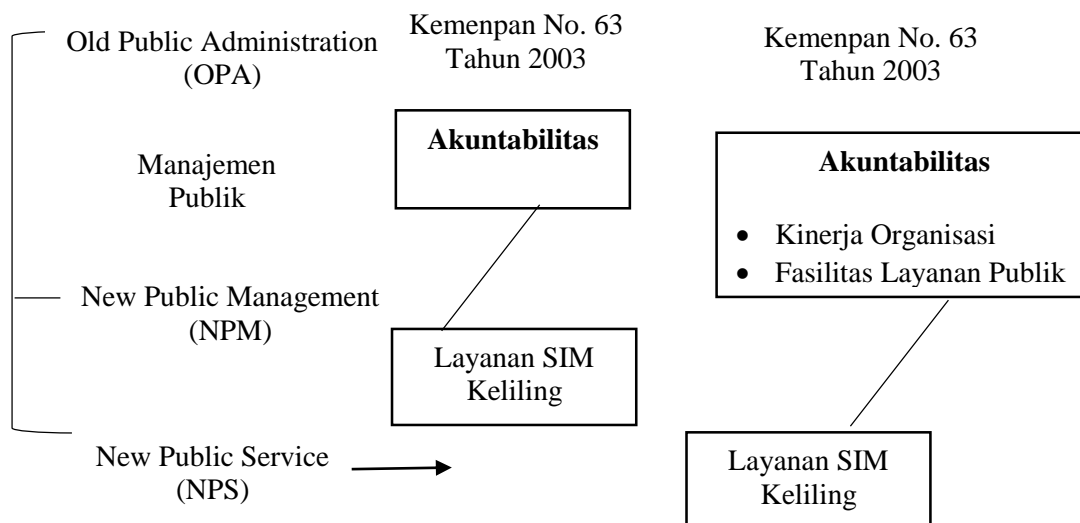 Old Public Administration
(OPA)
Manajemen
Publik
New Public Management
(NPM)
New Public Service
(NPS)
Kemenpan No. 63
Tahun 2003
Akuntabilitas
Layanan SIM
Keliling
Kemenpan No. 63
Tahun 2003
Akuntabilitas
• Kinerja Organisasi
• Fasilitas Layanan Publik
Layanan SIM
Keliling